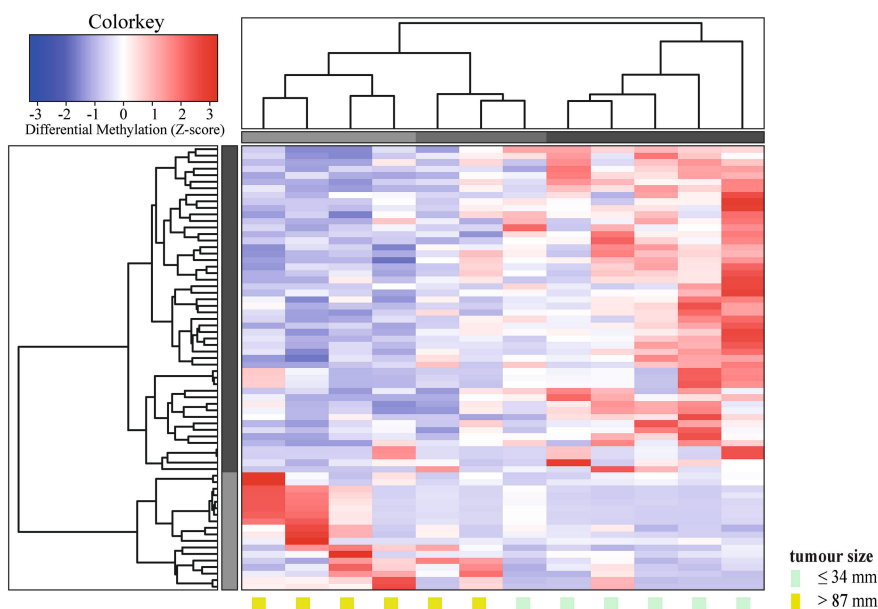 Colorkey
-3 -2 -1 0 1 2 3
Differential Methylation (Z-score)
tumour size
≤ 34 mm
> 87 mm